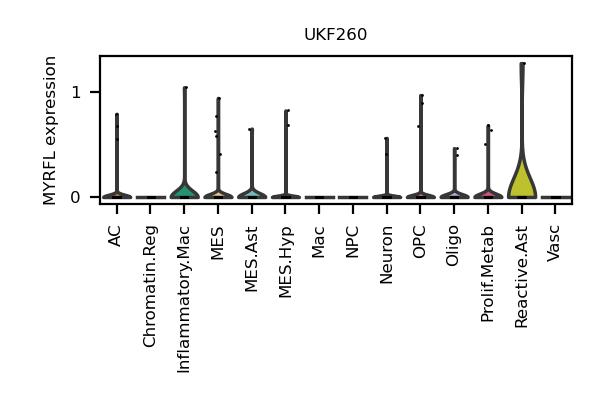 UKF260
MYRFL expression
1
0
AC
Chromatin.Reg
Inflammatory.Mac
MES
MES.Ast
MES.Hyp
Mac
NPC
Neuron
OPC
Oligo
Prolif.Metab
Reactive.Ast
Vasc